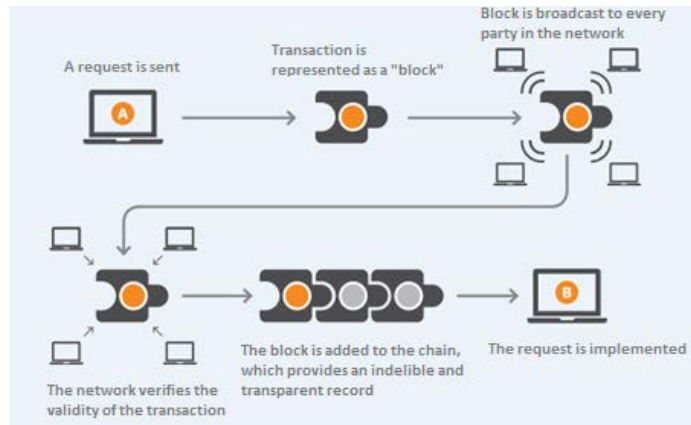 A request is sent
A
Transaction is
represented as a "block"
Block is broadcast to every
party in the network
The network verifies the
validity of the transaction
The block is added to the chain,
which provides an indelible and
transparent record
B
The request is implemented